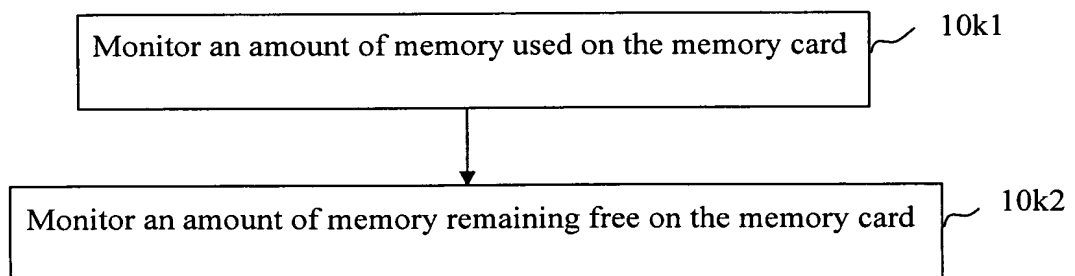 Monitor an amount of memory used on the memory card
10k1
Monitor an amount of memory remaining free on the memory card
10k2